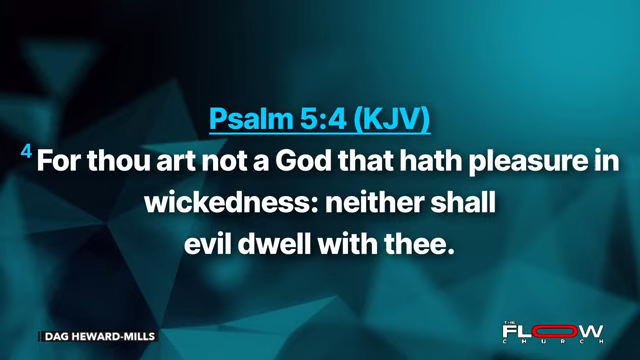 Psalm 5:4 (KJV)
4 For thou art not a God that hath pleasure in
wickedness: neither shall
evil dwell with thee.
DAG HEWARD-MILLS
THE
FLOW
CHURCH